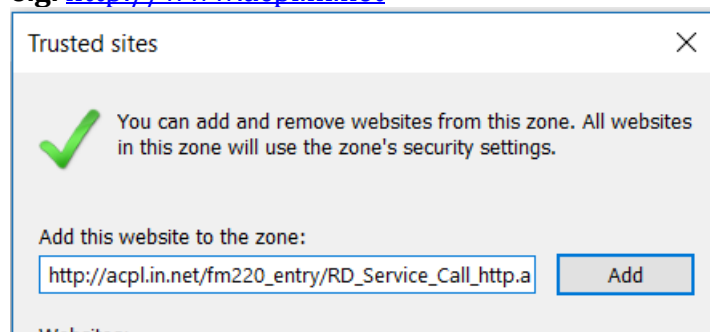 Trusted sites
You can add and remove websites from this zone. All websites
in this zone will use the zone's security settings.
Add this website to the zone:
http://acpl.in.net/fm220_entry/RD_Service_Call_http.a
Add